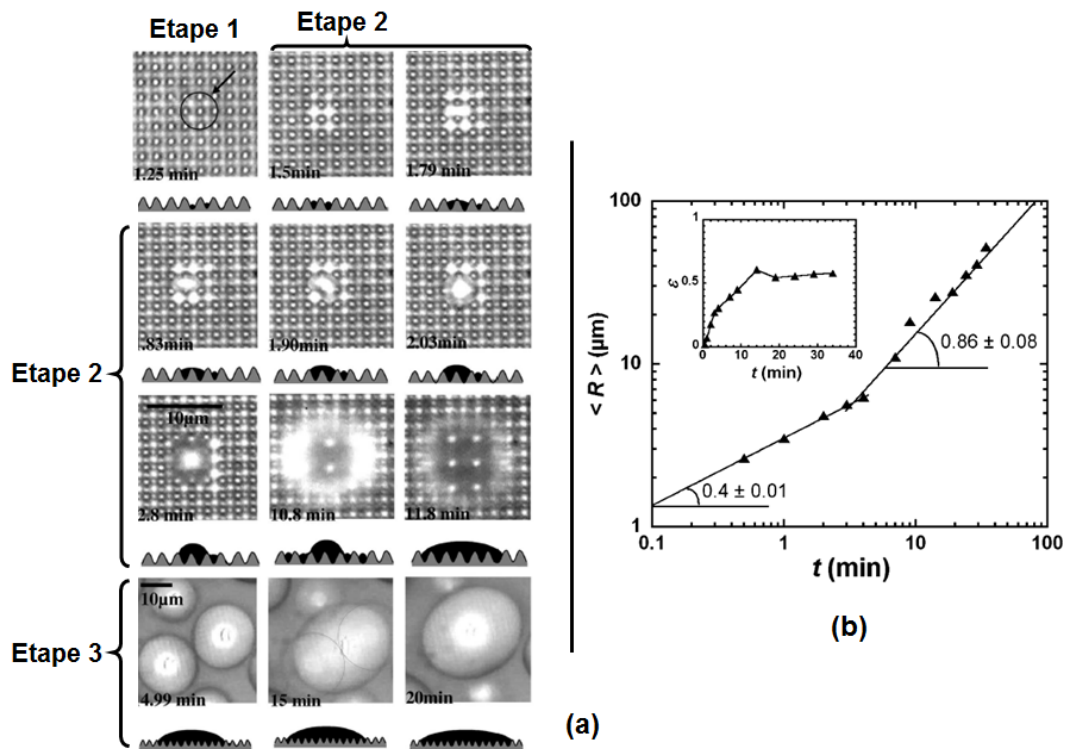 Etape 1
Etape 2
1.25 min
1.5min
1.79 min
Etape 2
.83min
1.90min
2.03min
10µm
2.8 min
10.8 min
11.8 min
Etape 3
10µm
4.99 min
15 min
20min
(a)
100
10
1
0.1
1
10
100
< R > (µm)
t (min)
1
0.5
0
0
10
20
30
40
ε
t (min)
0.86 ± 0.08
0.4 ± 0.01
(b)